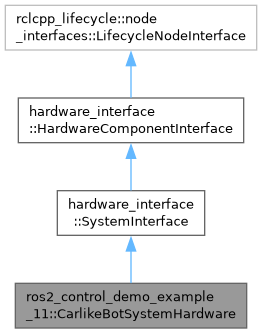 rclcpp_lifecycle::node
_interfaces::LifecycleNodeInterface
hardware_interface
::HardwareComponentInterface
hardware_interface
::SystemInterface
ros2_control_demo_example
_11::CarlikeBotSystemHardware